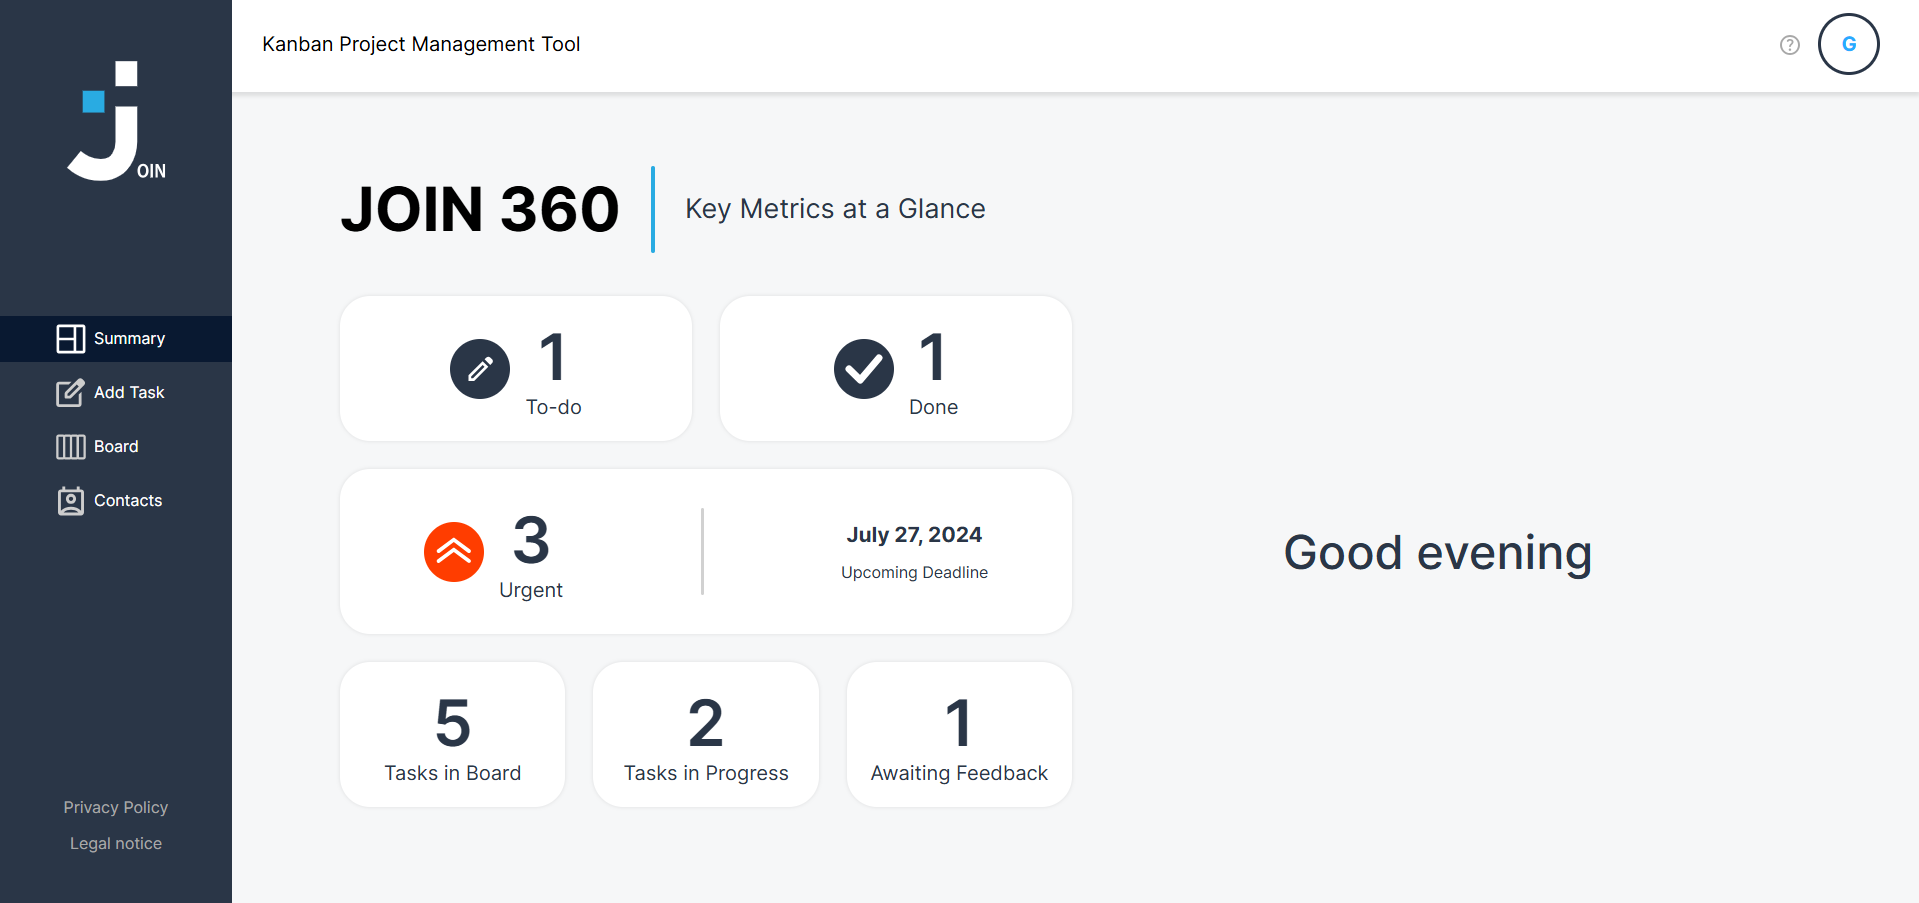 Kanban Project Management Tool
G
OIN
JOIN 360
Key Metrics at a Glance
Summary
Add Task
Board
Contacts
Privacy Policy
Legal notice
1
To-do
1
Done
3
Urgent
July 27, 2024
Upcoming Deadline
5
Tasks in Board
2
Tasks in Progress
1
Awaiting Feedback
Good evening